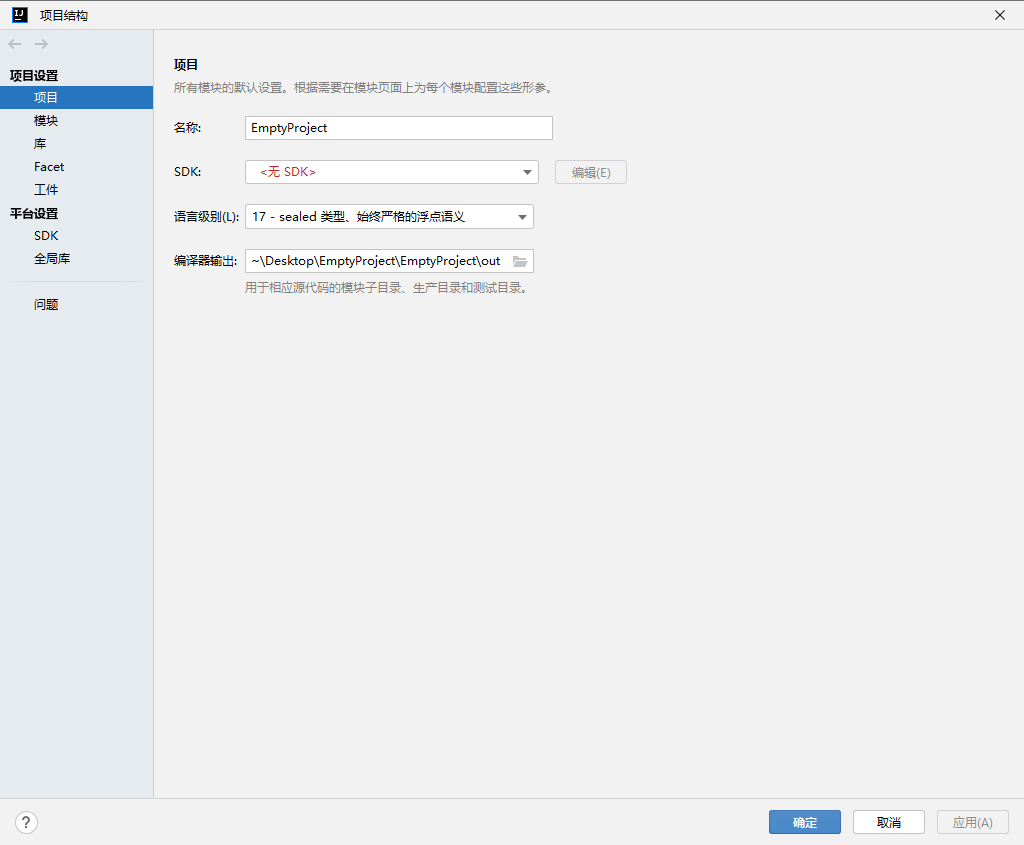 IJ 项目结构
项目设置
项目
模块
库
Facet
工件
平台设置
SDK
全局库
问题
项目
所有模块的默认设置。根据需要在模块页面上为每个模块配置这些形参。
名称: EmptyProject
SDK: <无 SDK> 编辑(E)
语言级别(L): 17 - sealed 类型、始终严格的浮点语义
编译器输出: ~\Desktop\EmptyProject\EmptyProject\out
用于相应源代码的模块子目录、生产目录和测试目录。
? 确定 取消 应用(A)